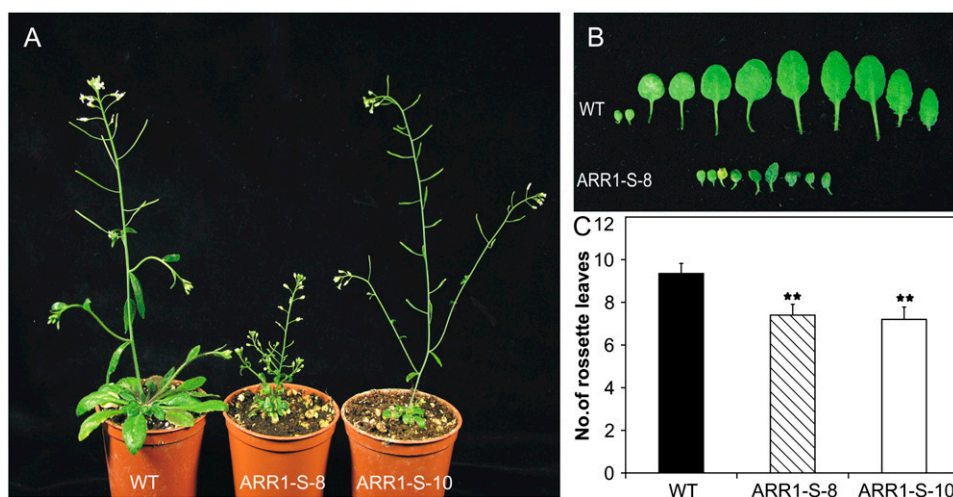 A
WT
ARR1-S-8
ARR1-S-10
B
WT
ARR1-S-8
C
No.of rossette leaves
12
10
8
6
4
2
0
★★
★★
WT
ARR1-S-8
ARR1-S-10